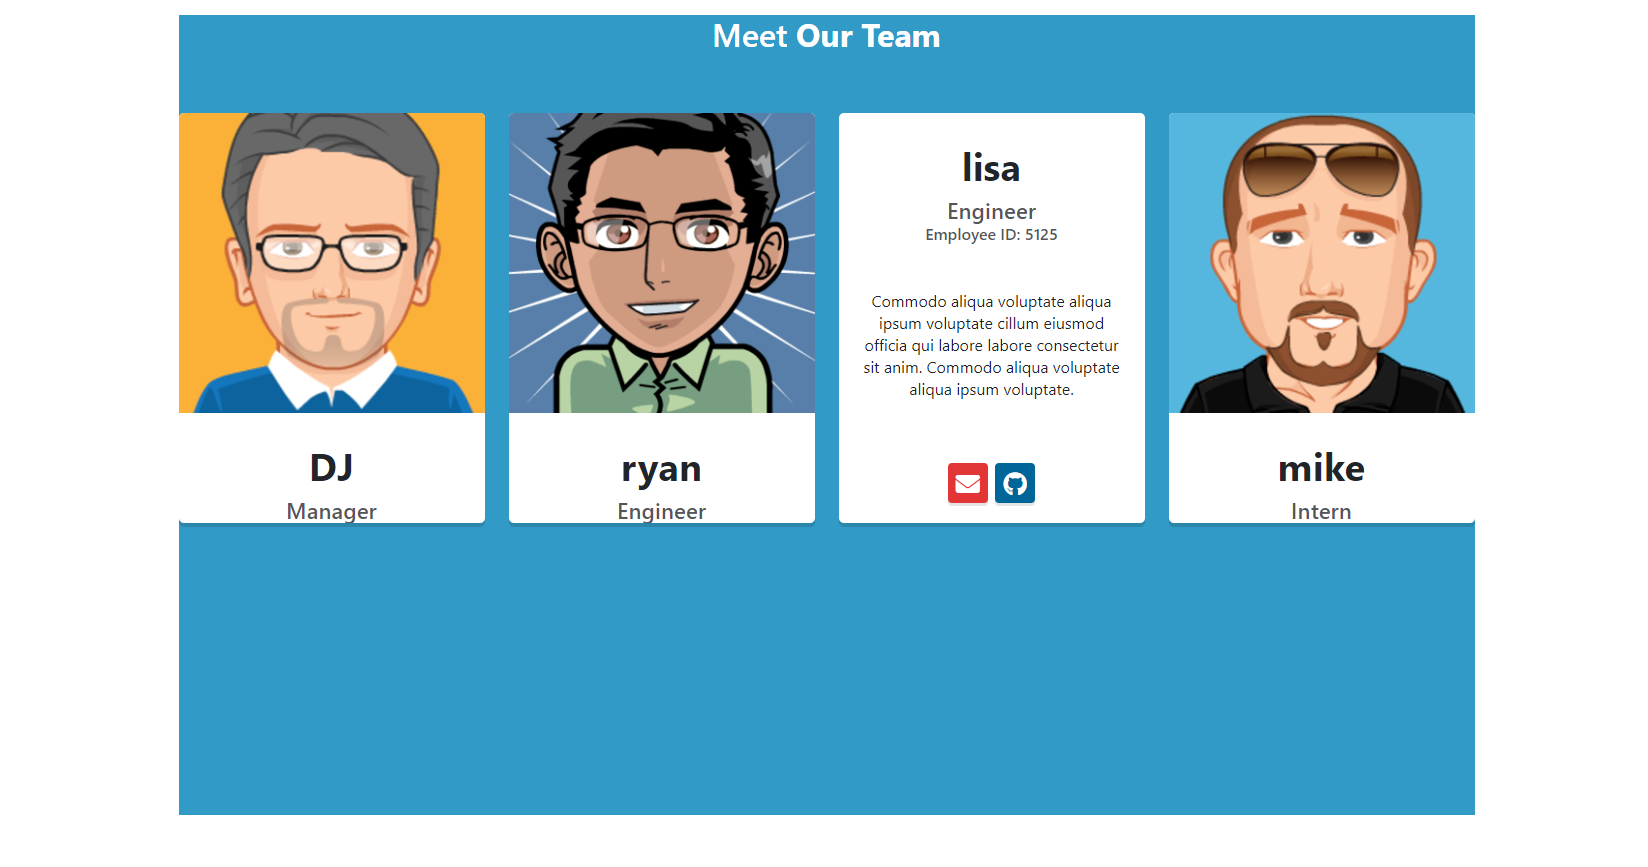 Meet Our Team
DJ
Manager
ryan
Engineer
lisa
Engineer
Employee ID: 5125
Commodo aliqua voluptate aliqua
ipsum voluptate cillum eiusmod
officia qui labore labore consectetur
sit anim. Commodo aliqua voluptate
aliqua ipsum voluptate.
mike
Intern